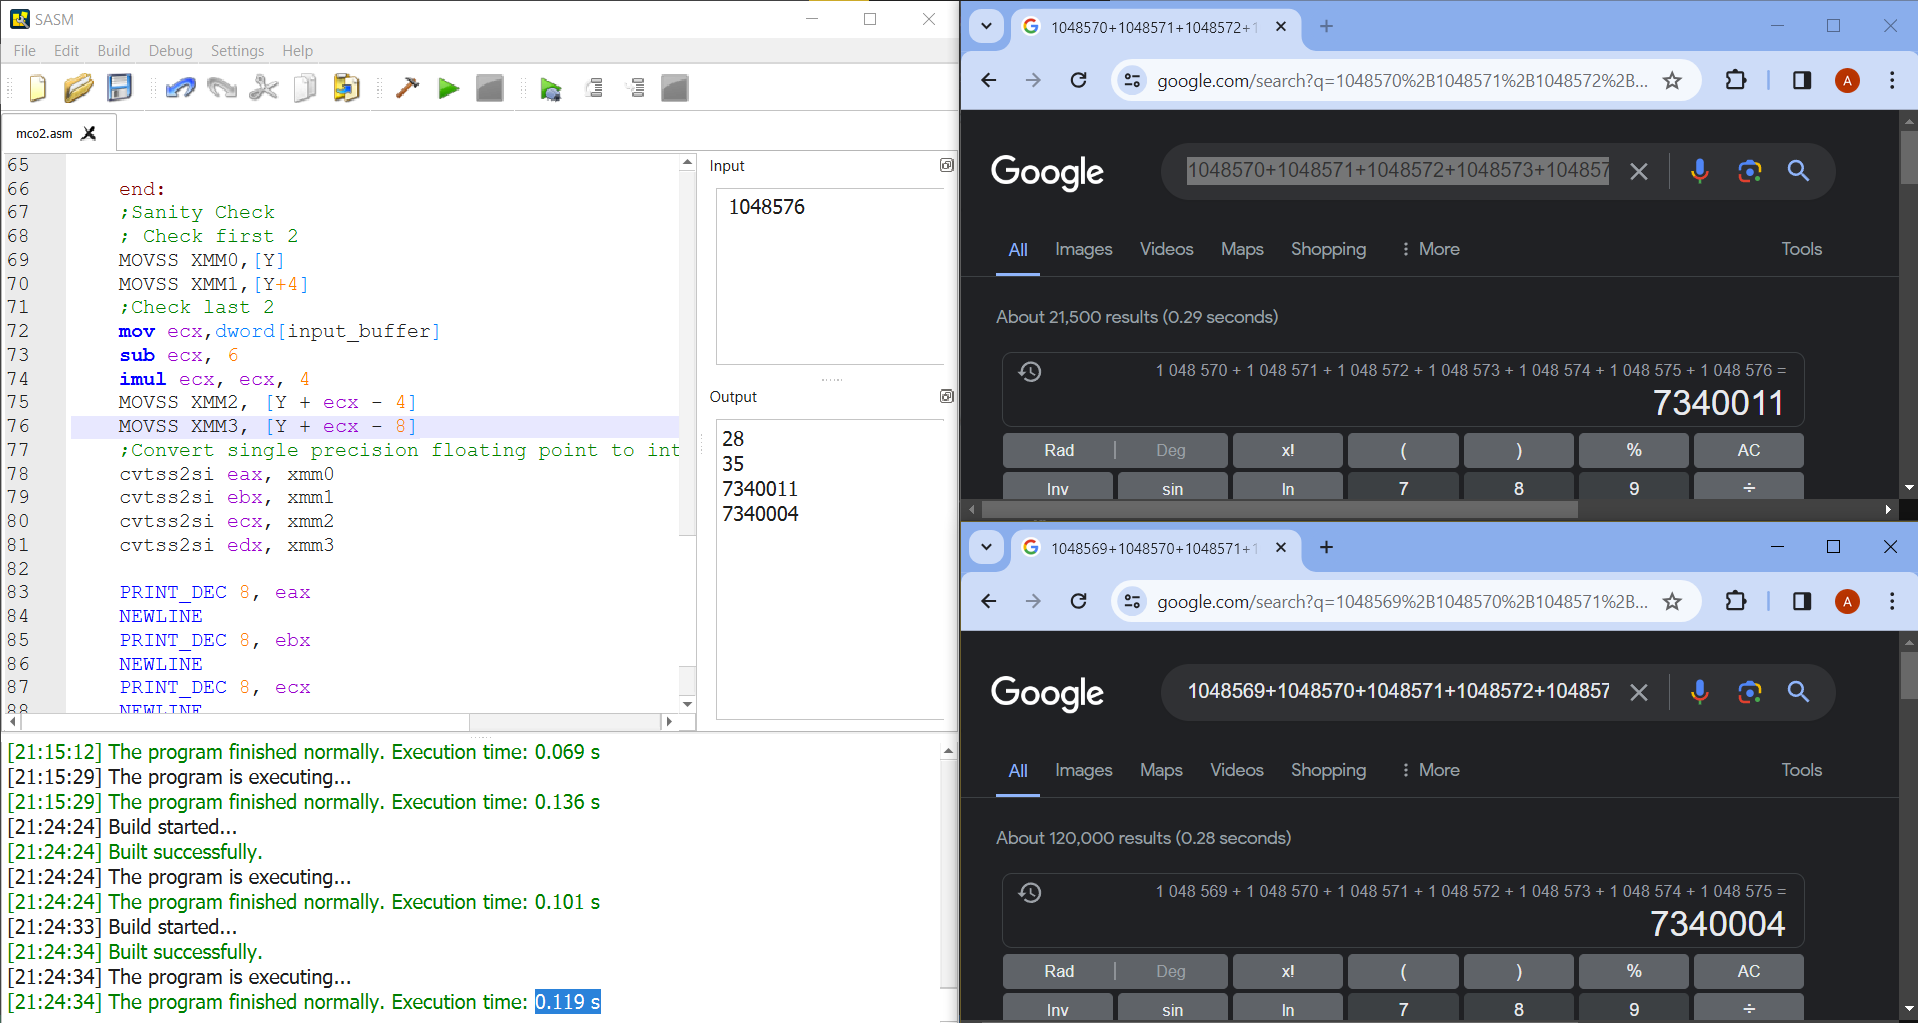 SASM
File Edit Build Debug Settings Help
mco2.asm
65
66 end:
67 ;Sanity Check
68 ; Check first 2
69 MOVSS XMM0,[Y]
70 MOVSS XMM1,[Y+4]
71 ;Check last 2
72 mov ecx,dword[input_buffer]
73 sub ecx, 6
74 imul ecx, ecx, 4
75 MOVSS XMM2, [Y + ecx - 4]
76 MOVSS XMM3, [Y + ecx - 8]
77 ;Convert single precision floating point to int
78 cvtss2si eax, xmm0
79 cvtss2si ebx, xmm1
80 cvtss2si ecx, xmm2
81 cvtss2si edx, xmm3
82
83 PRINT_DEC 8, eax
84 NEWLINE
85 PRINT_DEC 8, ebx
86 NEWLINE
87 PRINT_DEC 8, ecx
88 NEWLINE
Input
1048576
Output
28
35
7340011
7340004
[21:15:12] The program finished normally. Execution time: 0.069 s
[21:15:29] The program is executing...
[21:15:29] The program finished normally. Execution time: 0.136 s
[21:24:24] Build started...
[21:24:24] Built successfully.
[21:24:24] The program is executing...
[21:24:24] The program finished normally. Execution time: 0.101 s
[21:24:33] Build started...
[21:24:34] Built successfully.
[21:24:34] The program is executing...
[21:24:34] The program finished normally. Execution time: 0.119 s
1048570+1048571+1048572+1
google.com/search?q=1048570%2B1048571%2B1048572%2B...
A
Google
1048570+1048571+1048572+1048573+104857
All Images Videos Maps Shopping More Tools
About 21,500 results (0.29 seconds)
1 048 570 + 1 048 571 + 1 048 572 + 1 048 573 + 1 048 574 + 1 048 575 + 1 048 576 =
7340011
Rad Deg x! ( ) % AC
Inv sin ln 7 8 9 ÷
1048569+1048570+1048571+1
google.com/search?q=1048569%2B1048570%2B1048571%2B...
A
Google
1048569+1048570+1048571+1048572+104857
All Images Maps Videos Shopping More Tools
About 120,000 results (0.28 seconds)
1 048 569 + 1 048 570 + 1 048 571 + 1 048 572 + 1 048 573 + 1 048 574 + 1 048 575 =
7340004
Rad Deg x! ( ) % AC
Inv sin ln 7 8 9 ÷